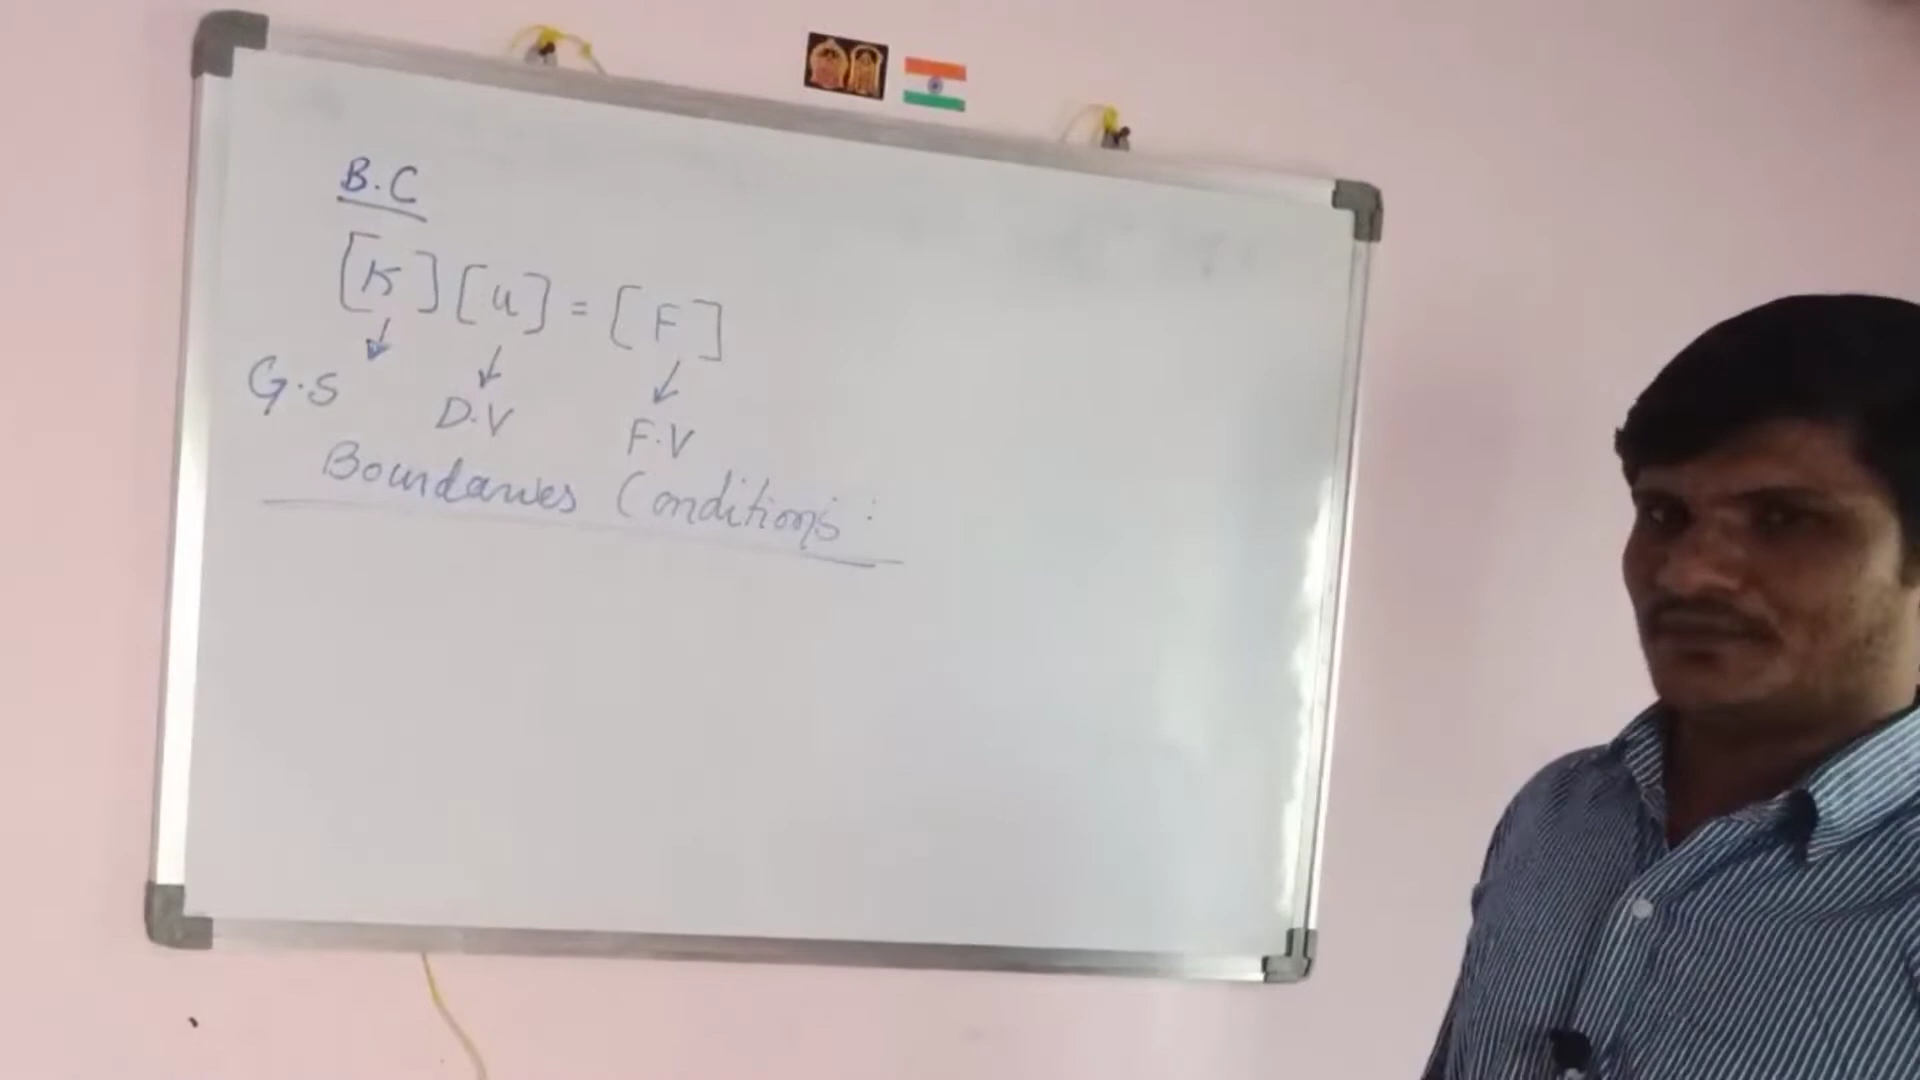 B.C
[K] [u] = [F]
G.S D.V F.V
Boundaries Conditions: